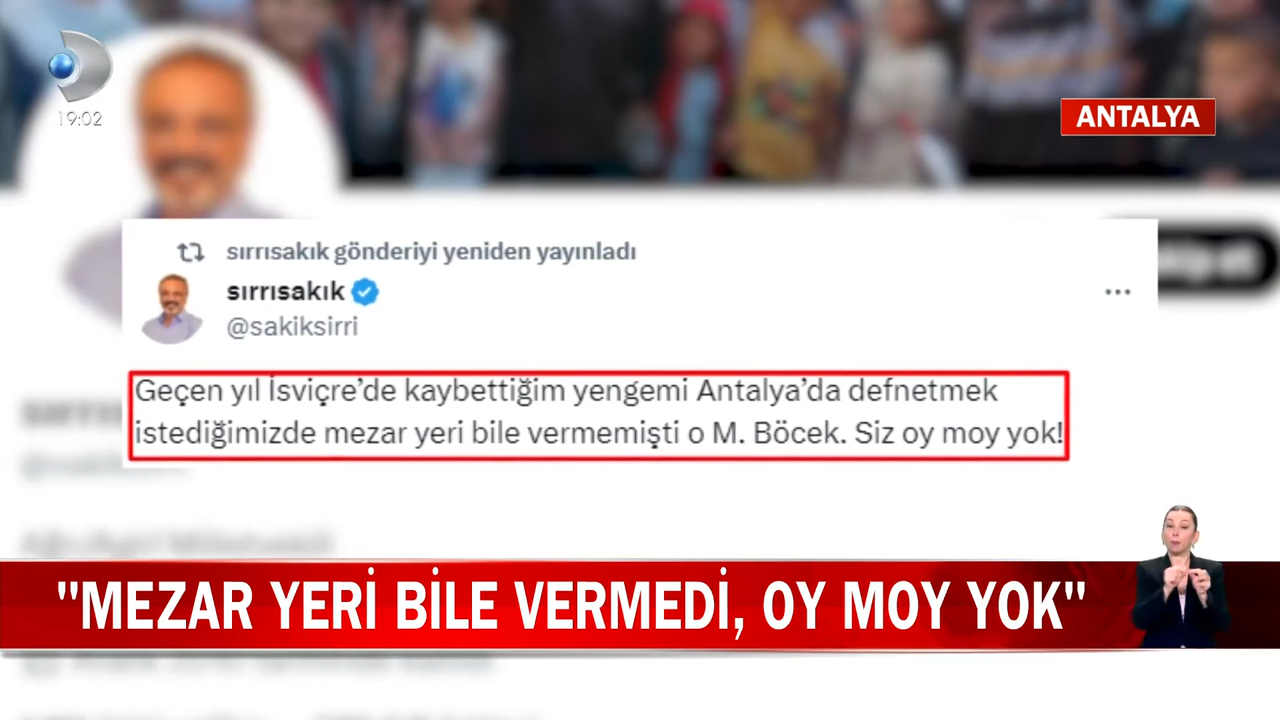 19:02
ANTALYA
sırrısakık gönderiyi yeniden yayınladı
sırrısakık
@sakiksirri
Geçen yıl İsviçre’de kaybettiğim yengemi Antalya’da defnetmek
istediğimizde mezar yeri bile vermemişti o M. Böcek. Siz oy moy yok!
"MEZAR YERİ BİLE VERMEDİ, OY MOY YOK"